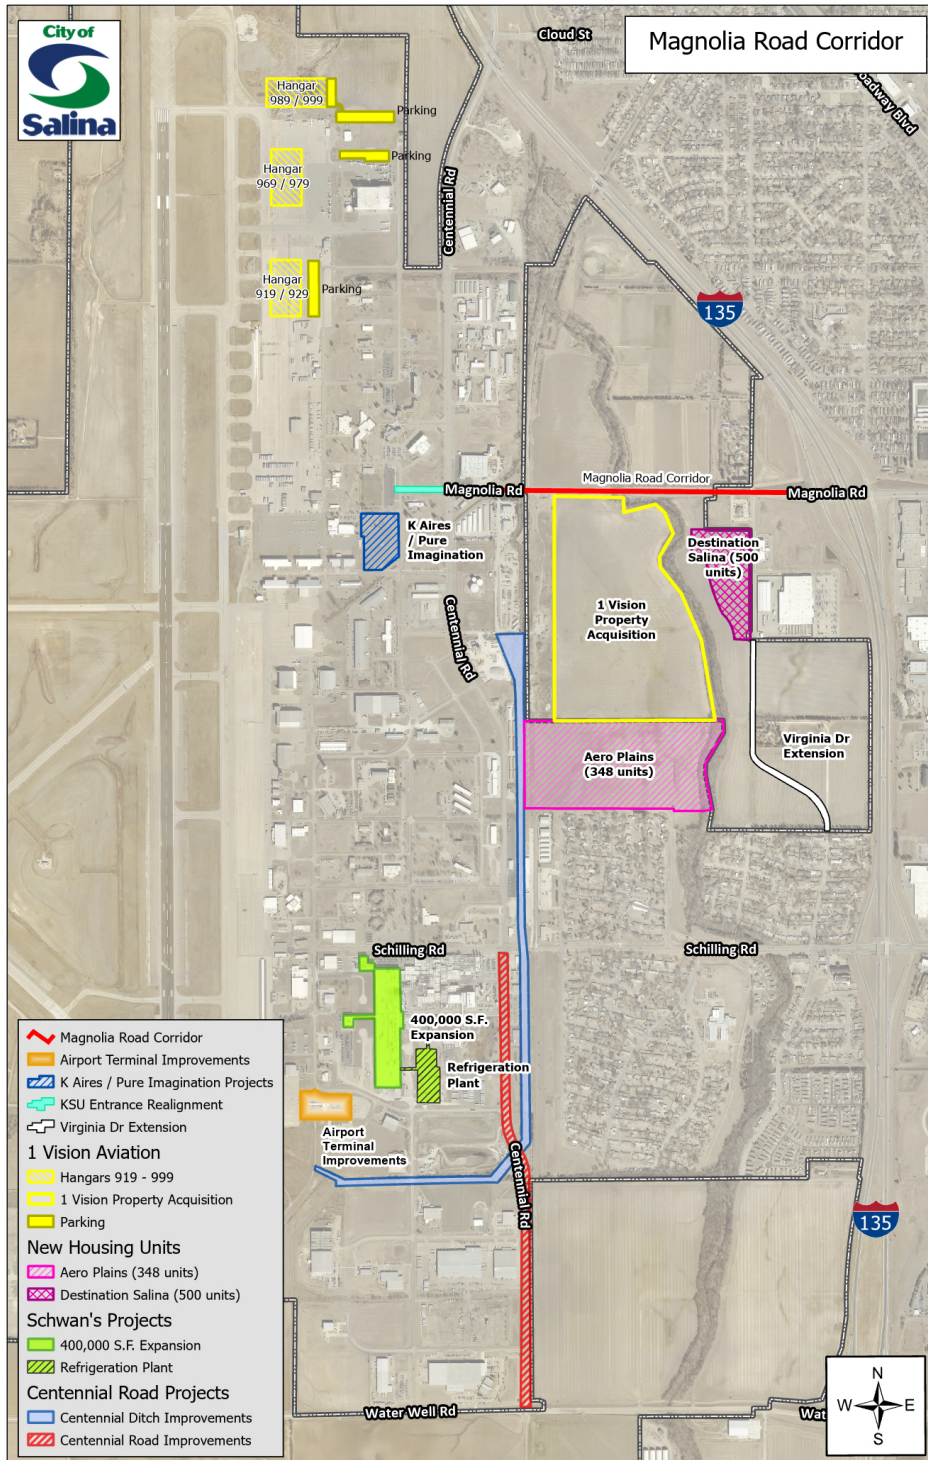 City of
Salina
Magnolia Road Corridor
Cloud St
oadway Blvd
Hangar
989 / 999
Parking
Parking
Hangar
969 / 979
Centennial Rd
Hangar
919 / 929
Parking
135
Magnolia Road Corridor
Magnolia Rd
Magnolia Rd
K Aires
/ Pure
Imagination
Destination
Salina (500
units)
1 Vision
Property
Acquisition
Centennial Rd
Virginia Dr
Extension
Aero Plains
(348 units)
Schilling Rd
Schilling Rd
400,000 S.F.
Expansion
Refrigeration
Plant
Airport
Terminal
Improvements
Centennial Rd
135
Water Well Rd
Wat
N
W
E
S
Magnolia Road Corridor
Airport Terminal Improvements
K Aires / Pure Imagination Projects
KSU Entrance Realignment
Virginia Dr Extension
1 Vision Aviation
Hangars 919 - 999
1 Vision Property Acquisition
Parking
New Housing Units
Aero Plains (348 units)
Destination Salina (500 units)
Schwan's Projects
400,000 S.F. Expansion
Refrigeration Plant
Centennial Road Projects
Centennial Ditch Improvements
Centennial Road Improvements